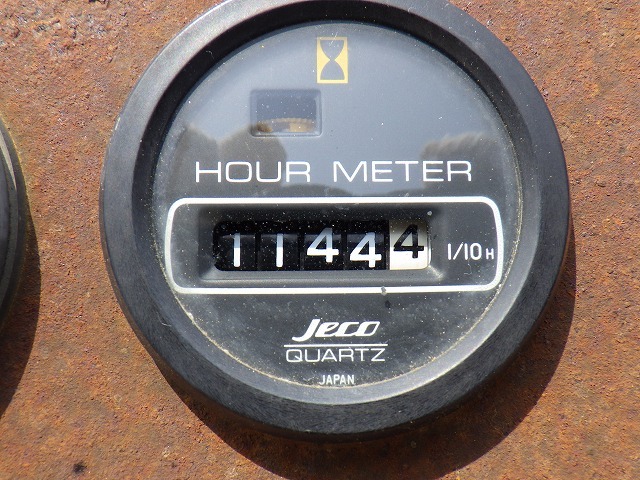 HOUR METER
11444 1/10H
Jeco
QUARTZ
JAPAN